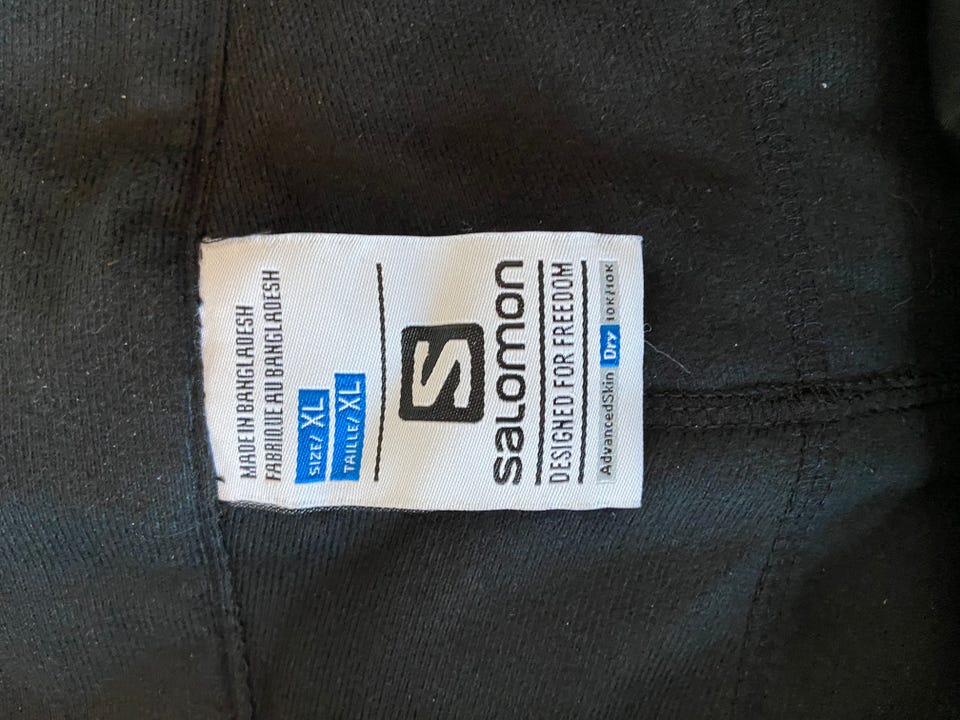 MADE IN BANGLADESH
FABRIQUE AU BANGLADESH
SIZE/ XL
TAILLE/ XL
S
salomon
DESIGNED FOR FREEDOM
AdvancedSkin Dry 10K/10K